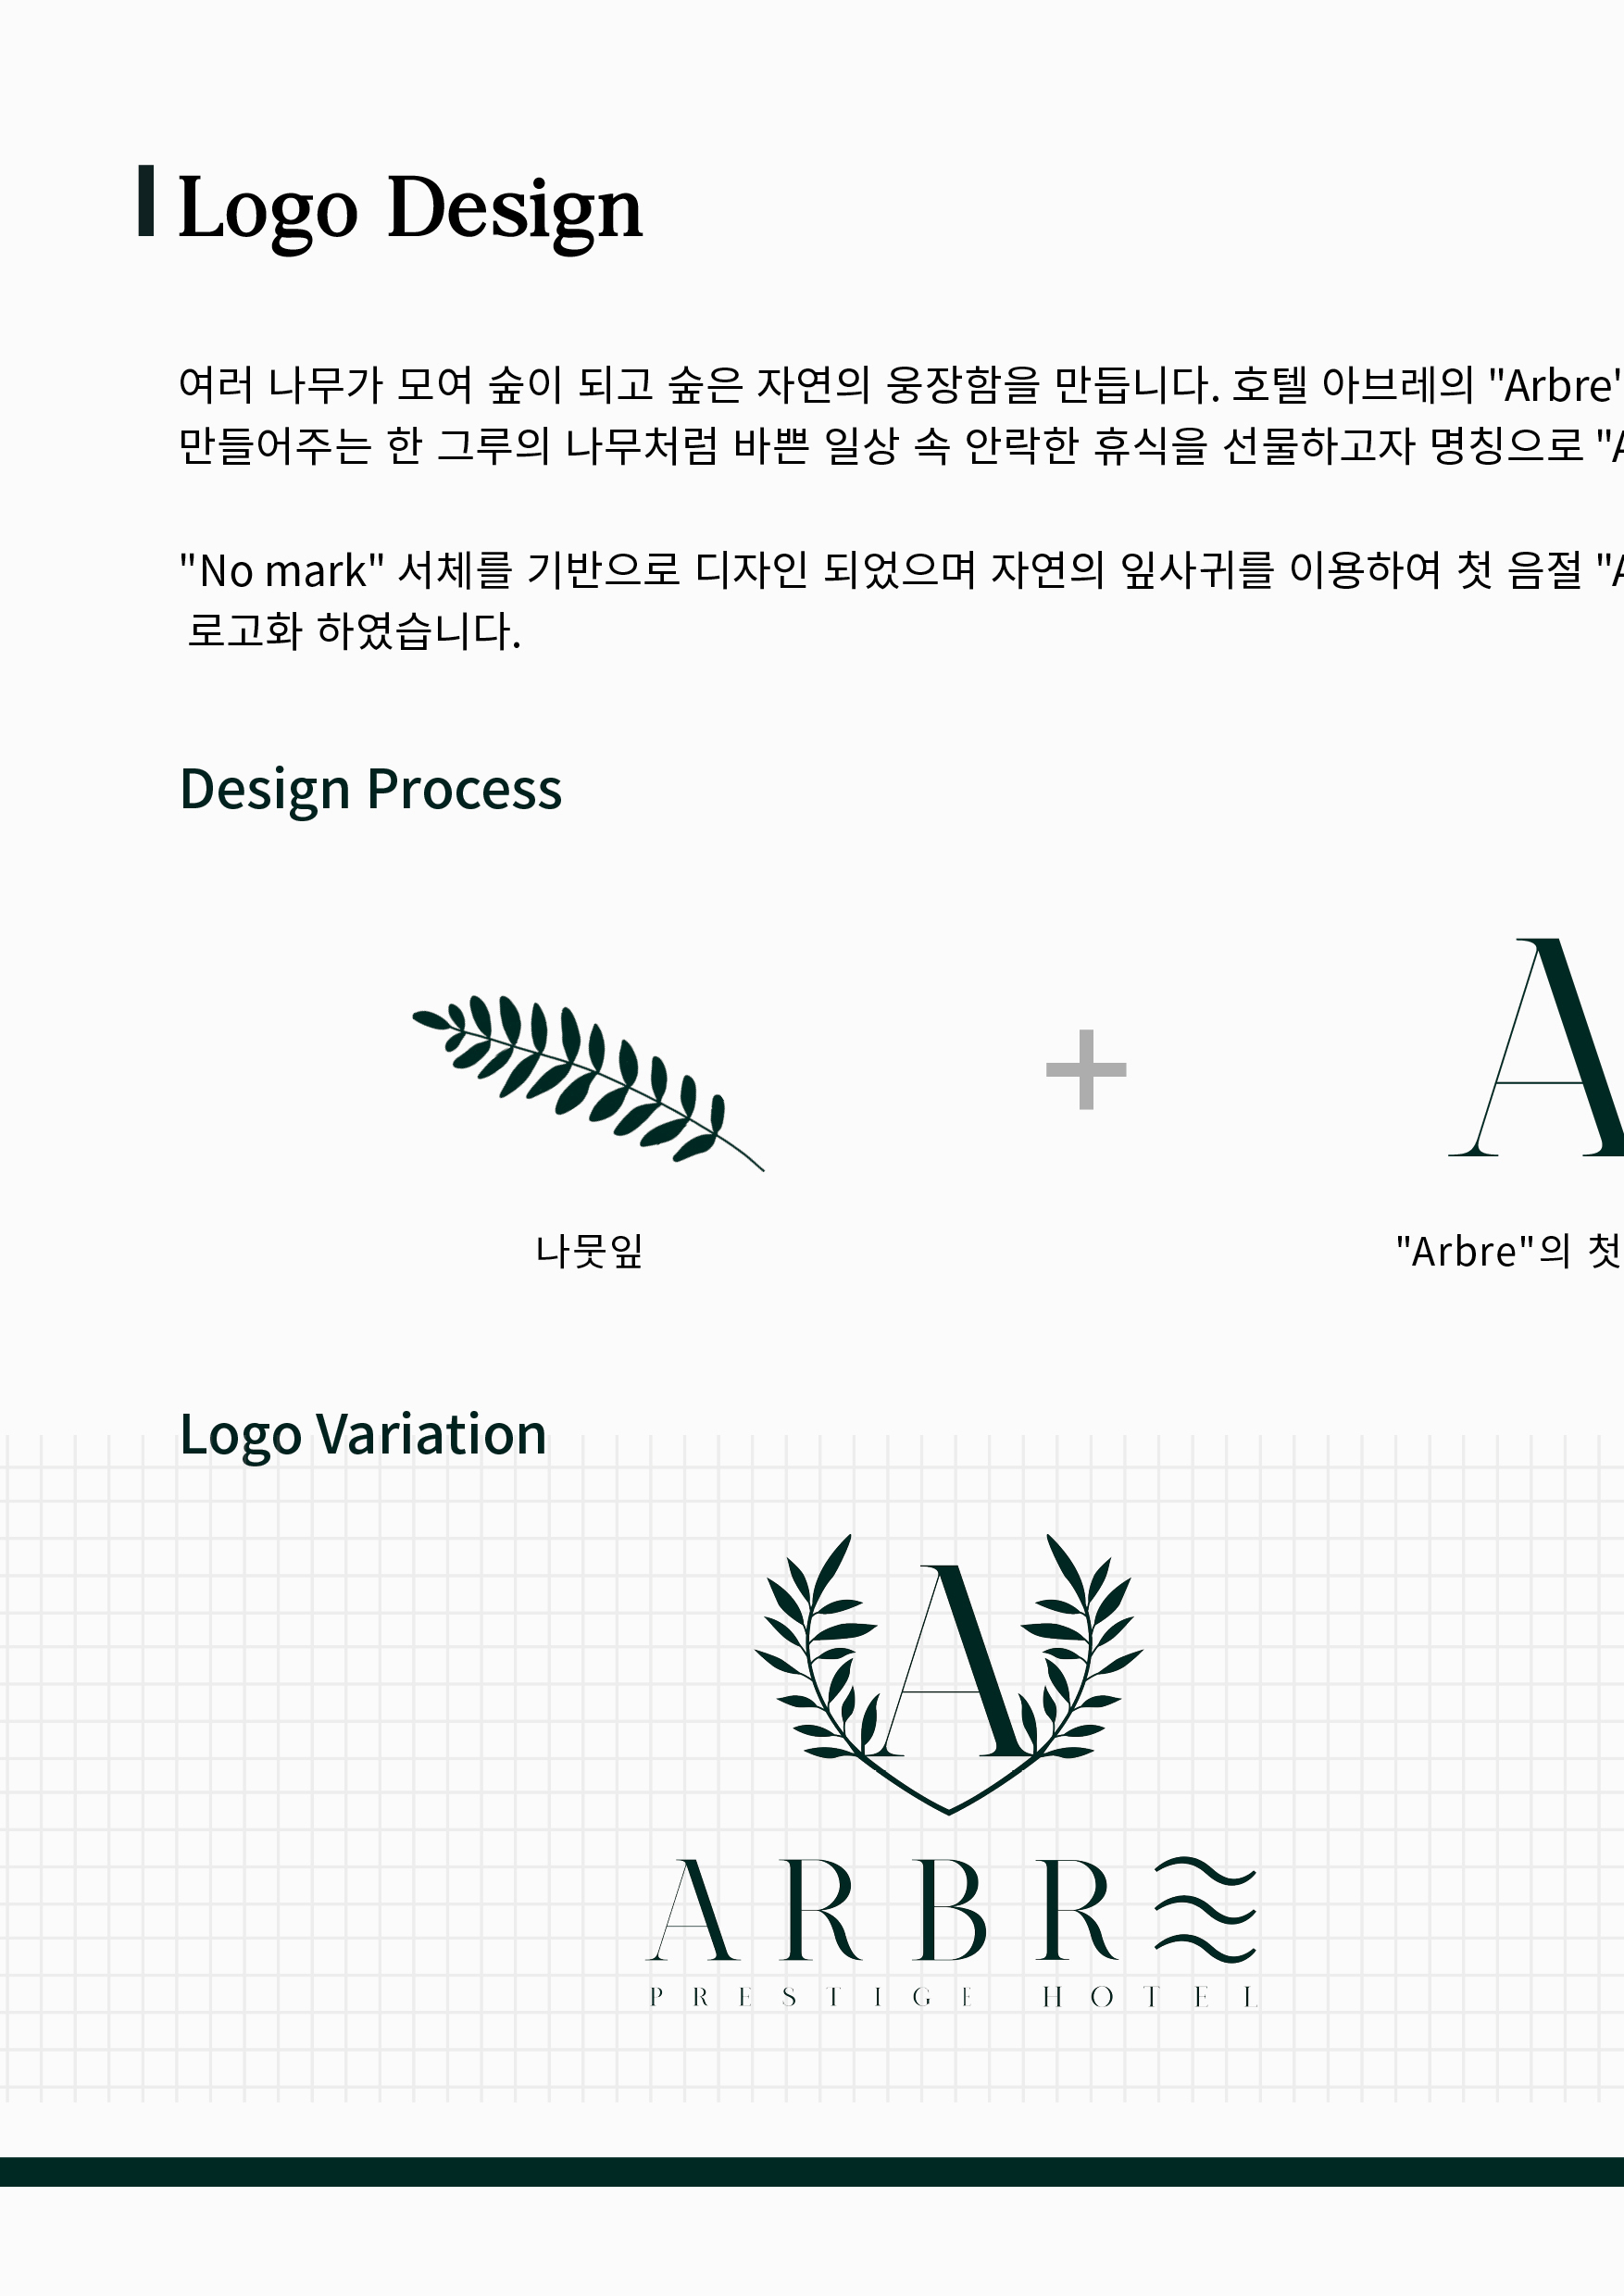 Logo Design
여러 나무가 모여 숲이 되고 숲은 자연의 웅장함을 만듭니다. 호텔 아브레의 "Arbre"
만들어주는 한 그루의 나무처럼 바쁜 일상 속 안락한 휴식을 선물하고자 명칭으로 "A
"No mark" 서체를 기반으로 디자인 되었으며 자연의 잎사귀를 이용하여 첫 음절 "A
로고화 하였습니다.
Design Process
+ A
나뭇잎
"Arbre"의 첫
Logo Variation
A
ARBRE
PRESTIGE HOTEL